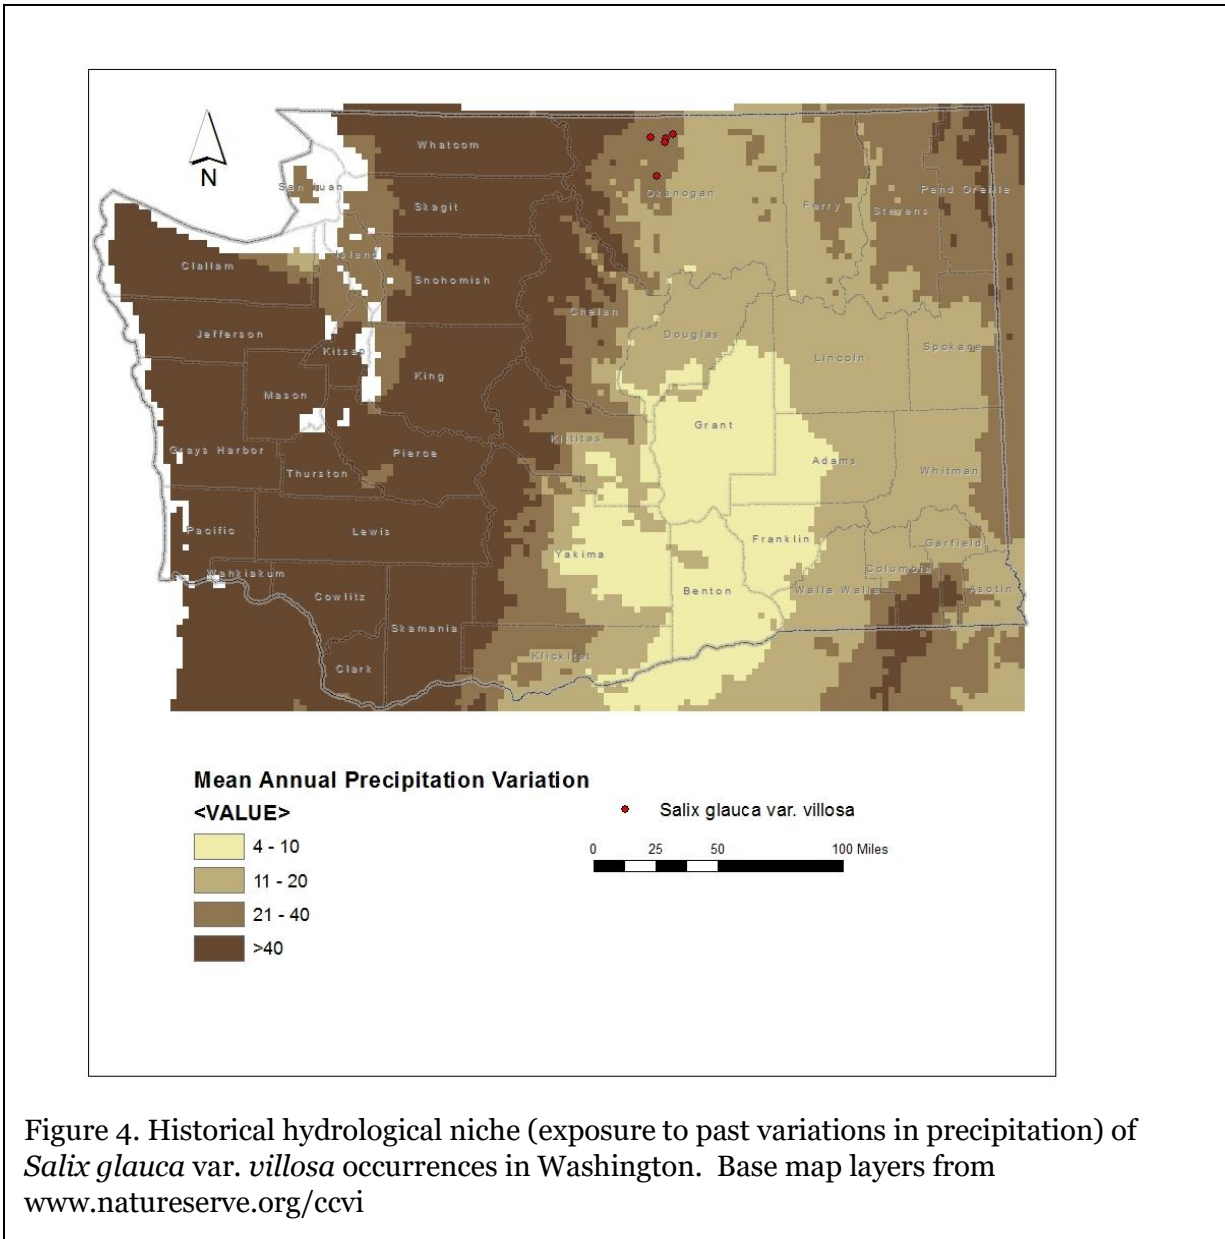 N
Whatcom
San Juan
Skagit
Okanogan
Ferry
Stevens
Pend Oreille
Island
Clallam
Snohomish
Chelan
Jefferson
Douglas
Kitsap
Lincoln
Spokane
King
Mason
Grant
Kittitas
Grays Harbor
Pierce
Adams
Thurston
Whitman
Pacific
Lewis
Yakima
Franklin
Garfield
Wahkiakum
Columbia
Cowlitz
Benton
Walla Walla
Asotin
Skamania
Klickitat
Clark
Mean Annual Precipitation Variation
<VALUE>
4 - 10
11 - 20
21 - 40
>40
Salix glauca var. villosa
0 25 50 100 Miles
Figure 4. Historical hydrological niche (exposure to past variations in precipitation) of
Salix glauca var. villosa occurrences in Washington. Base map layers from
www.natureserve.org/ccvi